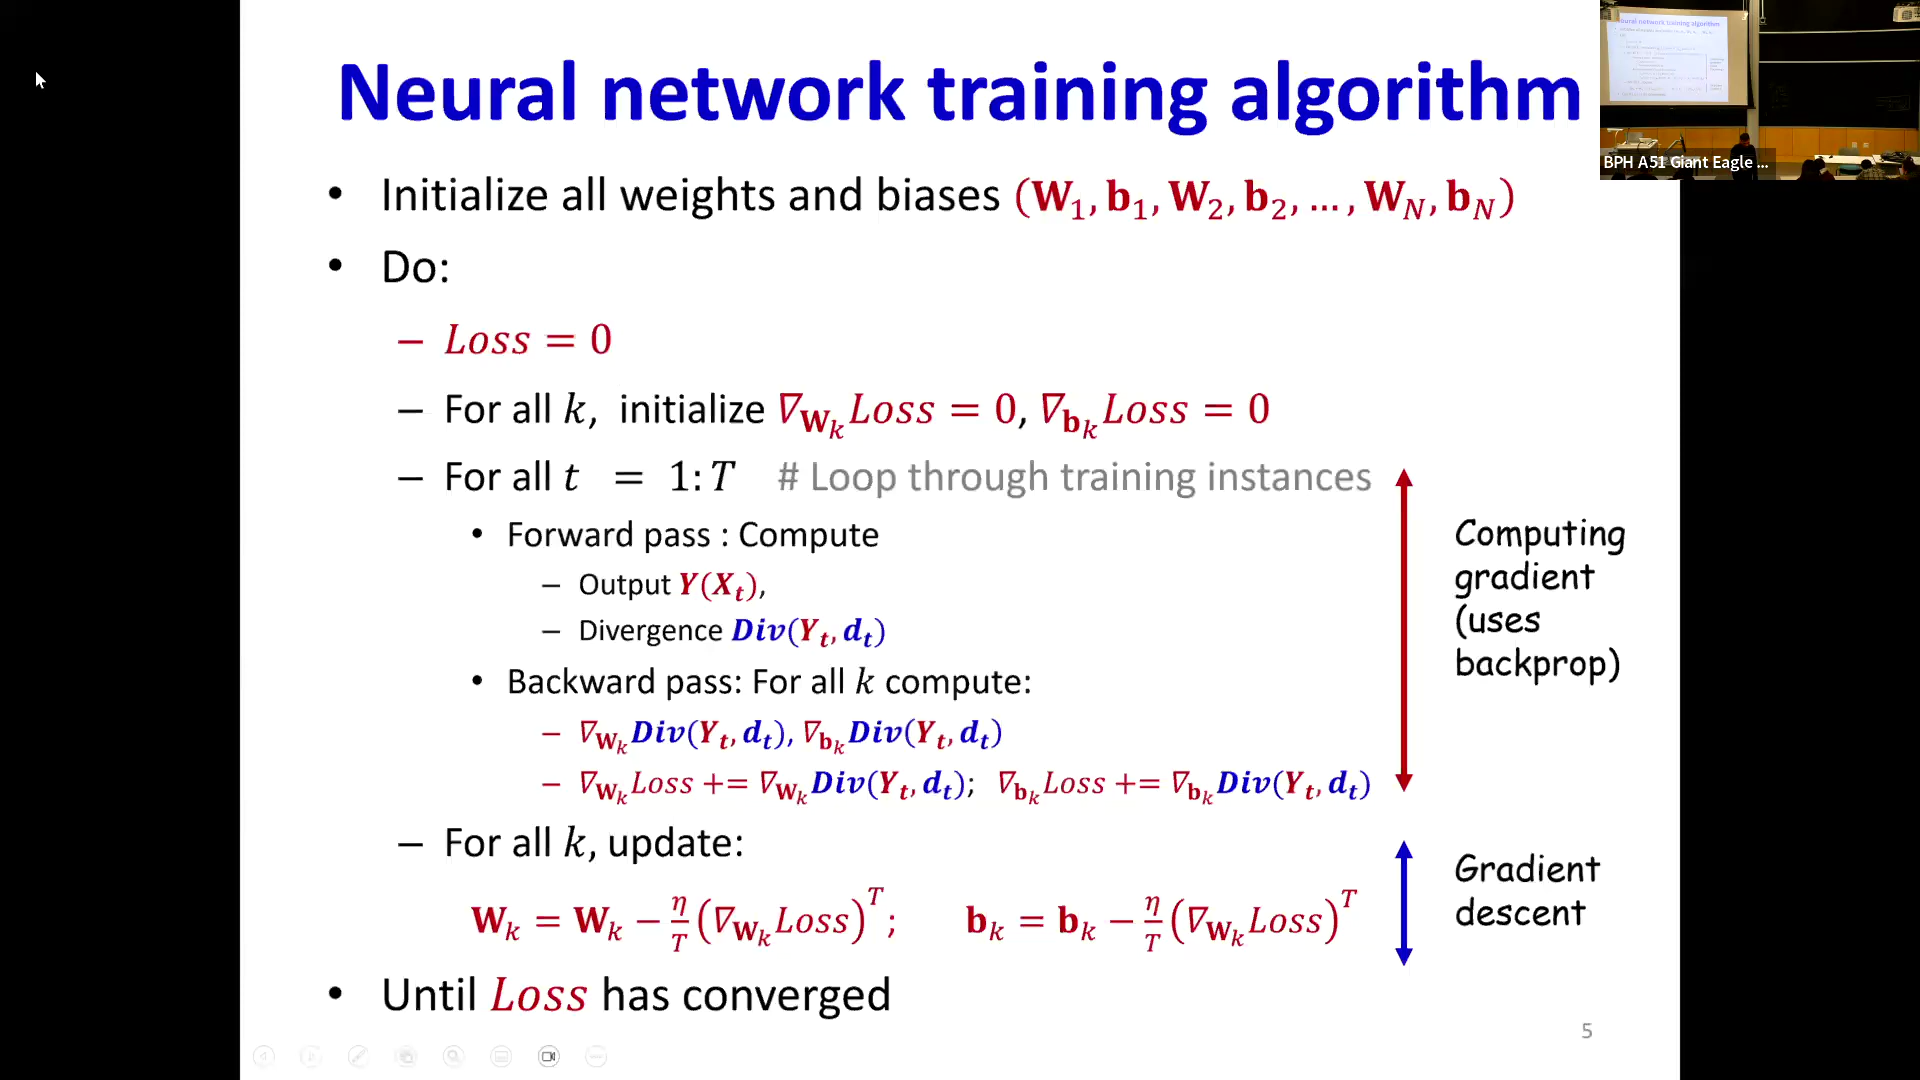 Neural network training algorithm
• Initialize all weights and biases (W₁, b₁, W₂, b₂, … , W_N, b_N)
• Do:
– Loss = 0
– For all k, initialize ∇_{W_k} Loss = 0, ∇_{b_k} Loss = 0
– For all t = 1:T # Loop through training instances
• Forward pass : Compute
– Output Y(X_t),
– Divergence Div(Y_t, d_t)
• Backward pass: For all k compute:
– ∇_{W_k} Div(Y_t, d_t), ∇_{b_k} Div(Y_t, d_t)
– ∇_{W_k} Loss += ∇_{W_k} Div(Y_t, d_t); ∇_{b_k} Loss += ∇_{b_k} Div(Y_t, d_t)
Computing
gradient
(uses
backprop)
– For all k, update:
W_k = W_k − η/T (∇_{W_k} Loss)^T; b_k = b_k − η/T (∇_{W_k} Loss)^T
Gradient
descent
• Until Loss has converged
5
BPH A51 Giant Eagle ...